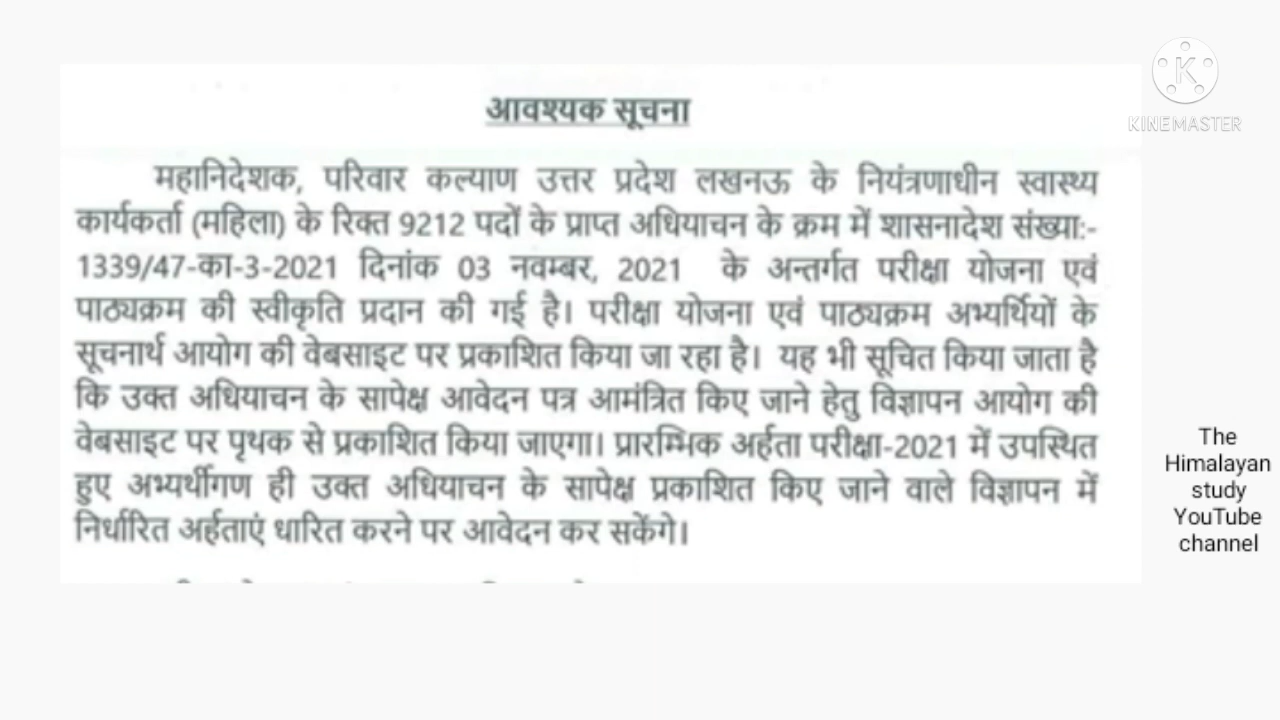 आवश्यक सूचना
महानिदेशक, परिवार कल्याण उत्तर प्रदेश लखनऊ के नियंत्रणाधीन स्वास्थ्य
कार्यकर्ता (महिला) के रिक्त 9212 पदों के प्राप्त अधियाचन के क्रम में शासनादेश संख्या:-
1339/47-का-3-2021 दिनांक 03 नवम्बर, 2021 के अन्तर्गत परीक्षा योजना एवं
पाठ्यक्रम की स्वीकृति प्रदान की गई है। परीक्षा योजना एवं पाठ्यक्रम अभ्यर्थियों के
सूचनार्थ आयोग की वेबसाइट पर प्रकाशित किया जा रहा है। यह भी सूचित किया जाता है
कि उक्त अधियाचन के सापेक्ष आवेदन पत्र आमंत्रित किए जाने हेतु विज्ञापन आयोग की
वेबसाइट पर पृथक से प्रकाशित किया जाएगा। प्रारम्भिक अर्हता परीक्षा-2021 में उपस्थित
हुए अभ्यर्थीगण ही उक्त अधियाचन के सापेक्ष प्रकाशित किए जाने वाले विज्ञापन में
निर्धारित अर्हताएं धारित करने पर आवेदन कर सकेंगे।
K
KINEMASTER
The
Himalayan
study
YouTube
channel